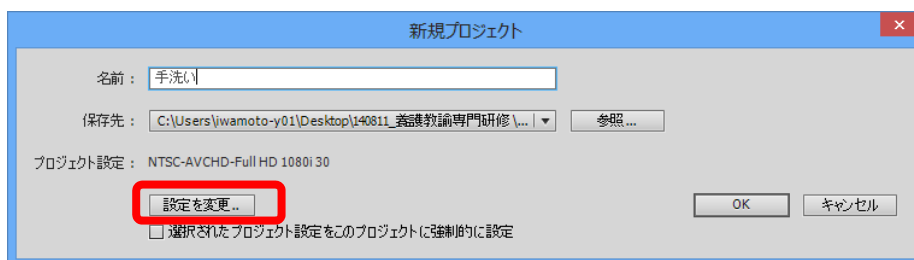 新規プロジェクト
名前： 手洗い
保存先： C:\Users\iwamoto-y01\Desktop\140811_養護教諭専門研修\... 参照...
プロジェクト設定： NTSC-AVCHD-Full HD 1080i 30
設定を変更... OK キャンセル
選択されたプロジェクト設定をこのプロジェクトに強制的に設定